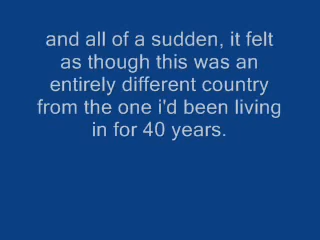 and all of a sudden, it felt
as though this was an
entirely different country
from the one i'd been living
in for 40 years.